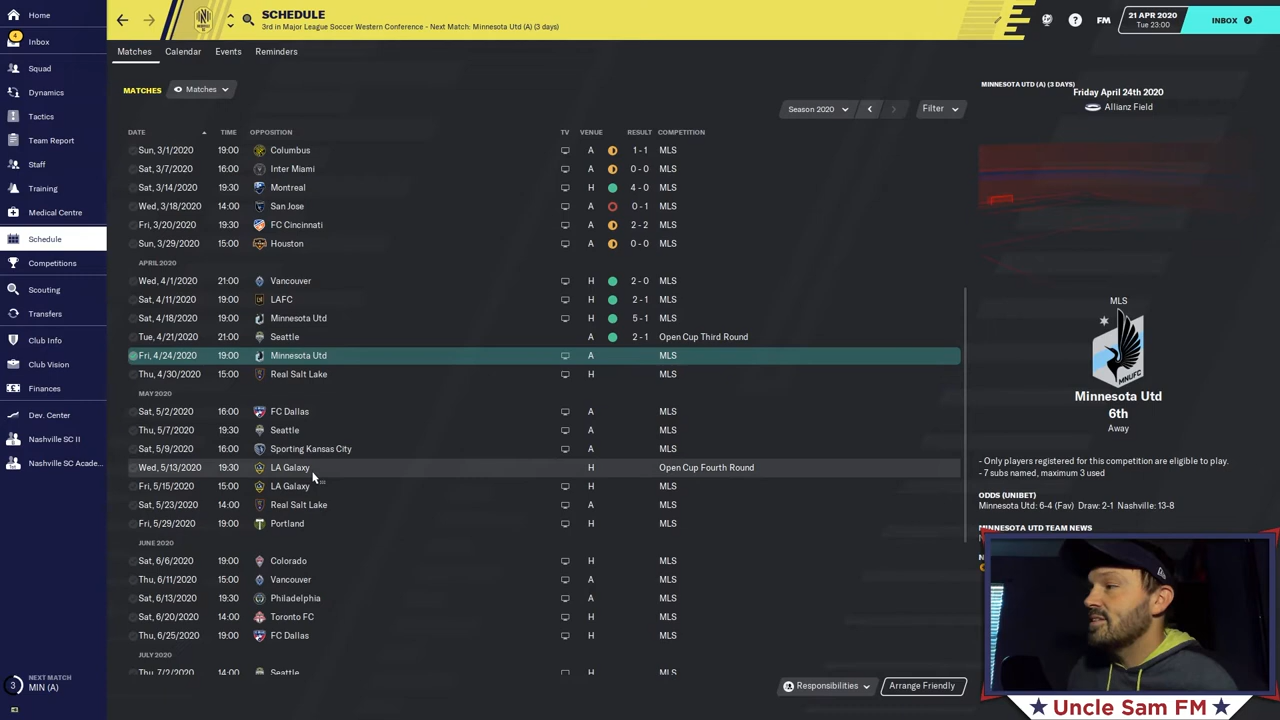 Home
SCHEDULE
3rd in Major League Soccer Western Conference - Next Match: Minnesota Utd (A) (3 days)
FM
21 APR 2020
Tue 23:00
INBOX
4
Inbox
Squad
Dynamics
Tactics
Team Report
Staff
Training
Medical Centre
Schedule
Competitions
Scouting
Transfers
Club Info
Club Vision
Finances
Dev. Center
Nashville SC II
Nashville SC Acade...
3
NEXT MATCH
MIN (A)
Matches Calendar Events Reminders
MATCHES Matches
Season 2020 Filter
DATE TIME OPPOSITION TV VENUE RESULT COMPETITION
Sun, 3/1/2020 19:00 Columbus A 1 - 1 MLS
Sat, 3/7/2020 16:00 Inter Miami A 0 - 0 MLS
Sat, 3/14/2020 19:30 Montreal H 4 - 0 MLS
Wed, 3/18/2020 14:00 San Jose A 0 - 1 MLS
Fri, 3/20/2020 19:30 FC Cincinnati A 2 - 2 MLS
Sun, 3/29/2020 15:00 Houston A 0 - 0 MLS
APRIL 2020
Wed, 4/1/2020 21:00 Vancouver H 2 - 0 MLS
Sat, 4/11/2020 19:00 LAFC H 2 - 1 MLS
Sat, 4/18/2020 19:00 Minnesota Utd H 5 - 1 MLS
Tue, 4/21/2020 21:00 Seattle A 2 - 1 Open Cup Third Round
Fri, 4/24/2020 19:00 Minnesota Utd A MLS
Thu, 4/30/2020 15:00 Real Salt Lake H MLS
MAY 2020
Sat, 5/2/2020 16:00 FC Dallas A MLS
Thu, 5/7/2020 19:30 Seattle A MLS
Sat, 5/9/2020 16:00 Sporting Kansas City A MLS
Wed, 5/13/2020 19:30 LA Galaxy H Open Cup Fourth Round
Fri, 5/15/2020 15:00 LA Galaxy H MLS
Sat, 5/23/2020 14:00 Real Salt Lake A MLS
Fri, 5/29/2020 19:00 Portland H MLS
JUNE 2020
Sat, 6/6/2020 19:00 Colorado H MLS
Thu, 6/11/2020 15:00 Vancouver A MLS
Sat, 6/13/2020 19:30 Philadelphia A MLS
Sat, 6/20/2020 14:00 Toronto FC H MLS
Thu, 6/25/2020 19:00 FC Dallas H MLS
JULY 2020
Thu, 7/2/2020 14:00 Seattle H MLS
Responsibilities Arrange Friendly
MINNESOTA UTD (A) (3 DAYS)
Friday April 24th 2020
Allianz Field
MLS
MNUFC
Minnesota Utd
6th
Away
- Only players registered for this competition are eligible to play.
- 7 subs named, maximum 3 used
ODDS (UNIBET)
Minnesota Utd: 6-4 (Fav) Draw: 2-1 Nashville: 13-8
MINNESOTA UTD TEAM NEWS
Uncle Sam FM